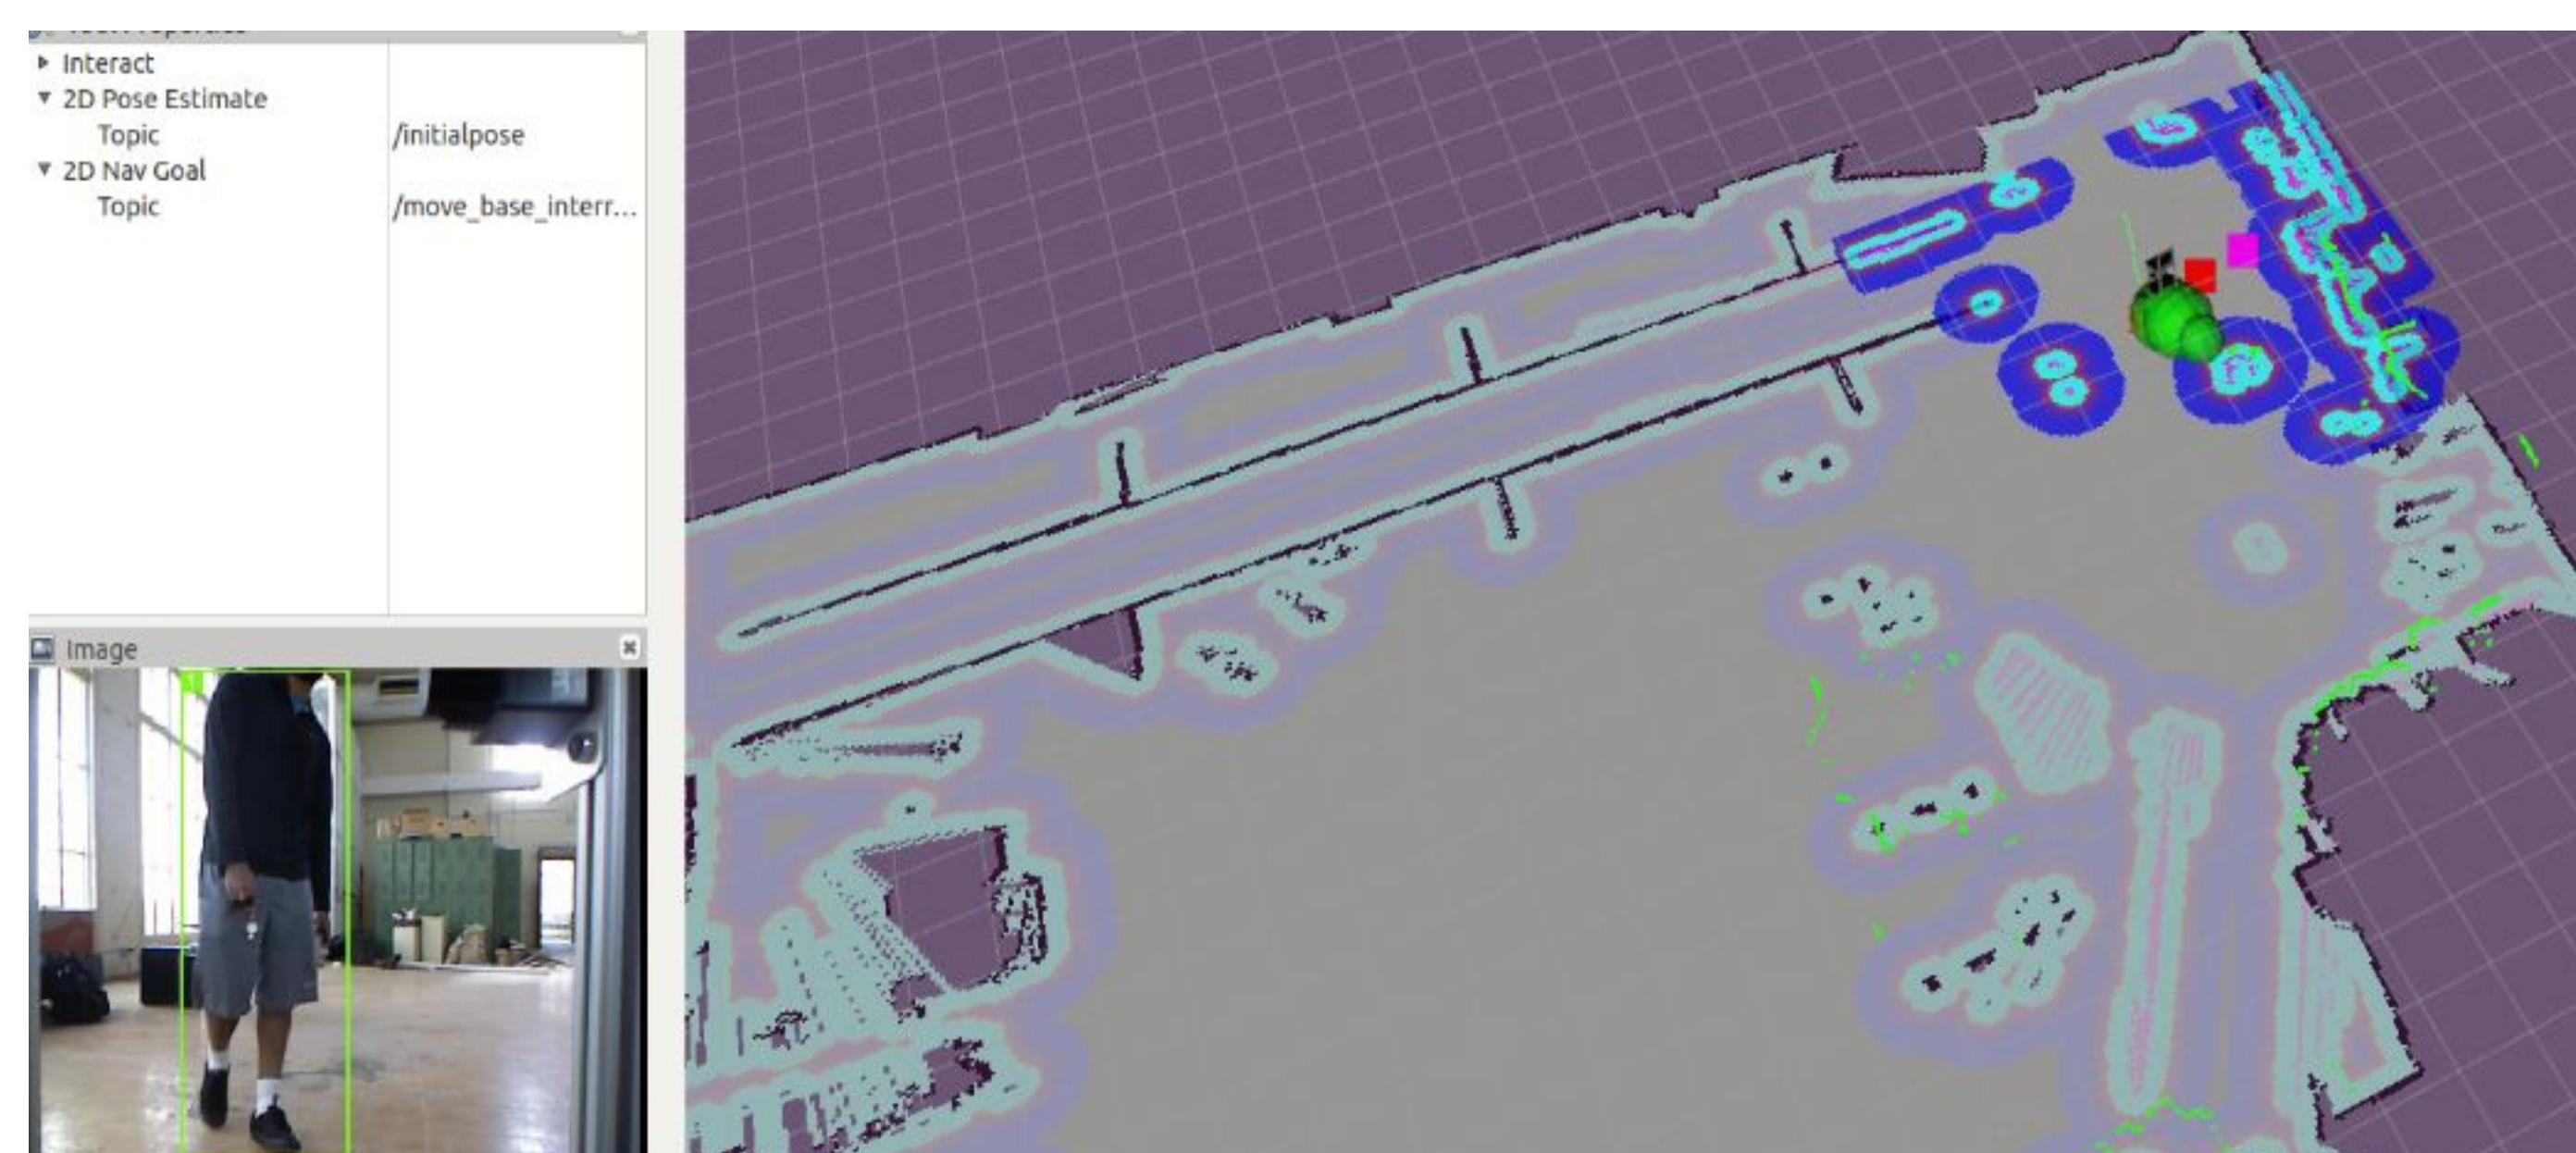 Interact
2D Pose Estimate
Topic /initialpose
2D Nav Goal
Topic /move_base_interr...
Image